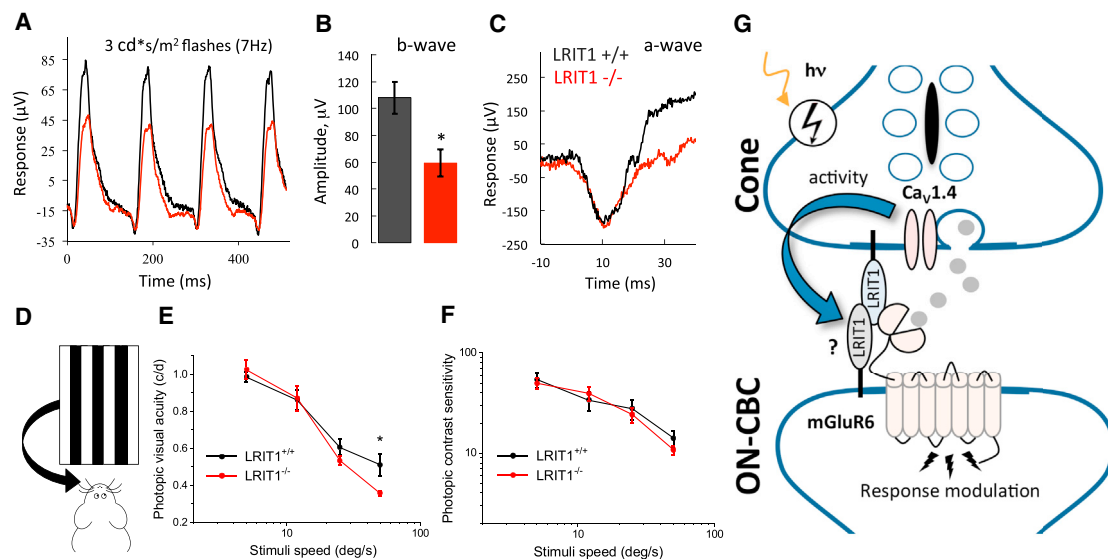 A
3 cd*s/m² flashes (7Hz)
Response (µV)
85
65
45
25
5
-15
-35
0
200
400
Time (ms)
B
b-wave
Amplitude, µV
140
120
100
80
60
40
20
0
*
C
a-wave
LRIT1 +/+
LRIT1 -/-
Response (µV)
250
150
50
-50
-150
-250
-10
10
30
Time (ms)
D
E
Photopic visual acuity (c/d)
1.0
0.8
0.6
0.4
0.2
*
LRIT1+/+
LRIT1-/-
10
100
Stimuli speed (deg/s)
F
Photopic contrast sensitivity
100
10
LRIT1+/+
LRIT1-/-
10
100
Stimuli speed (deg/s)
G
hν
Cone
activity
CaV1.4
LRIT1
LRIT1
?
mGluR6
ON-CBC
Response modulation